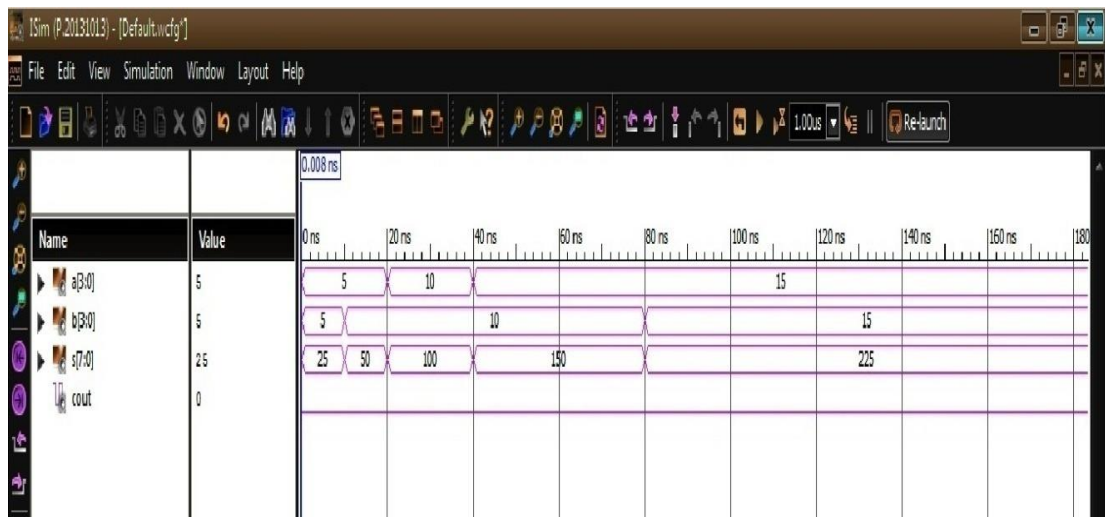 ISim (P.20131013) - [Default.wcfg*]
File Edit View Simulation Window Layout Help
1.00us Re-launch
0.008 ns
Name Value 0 ns 20 ns 40 ns 60 ns 80 ns 100 ns 120 ns 140 ns 160 ns 180
a[3:0] 5 5 10 15
b[3:0] 5 5 10 15
s[7:0] 25 25 50 100 150 225
cout 0